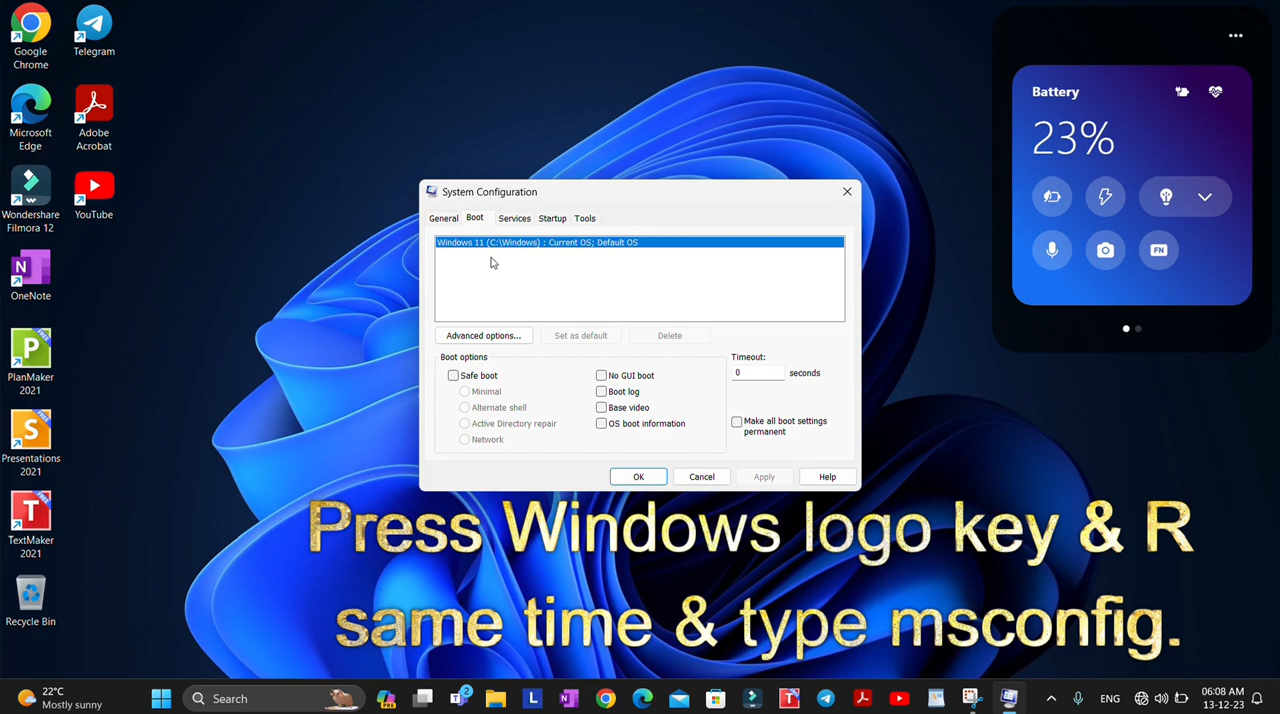 Google
Chrome
Telegram
Microsoft
Edge
Adobe
Acrobat
Wondershare
Filmora 12
YouTube
OneNote
PlanMaker
2021
Presentations
2021
TextMaker
2021
Recycle Bin
Battery
23%
FN
System Configuration
General
Boot
Services
Startup
Tools
Windows 11 (C:\Windows) : Current OS; Default OS
Advanced options...
Set as default
Delete
Boot options
Safe boot
Minimal
Alternate shell
Active Directory repair
Network
No GUI boot
Boot log
Base video
OS boot information
Timeout:
0 seconds
Make all boot settings
permanent
OK
Cancel
Apply
Help
Press Windows logo key & R
same time & type msconfig.
22°C
Mostly sunny
Search
PRE
2
ENG
06:08 AM
13-12-23